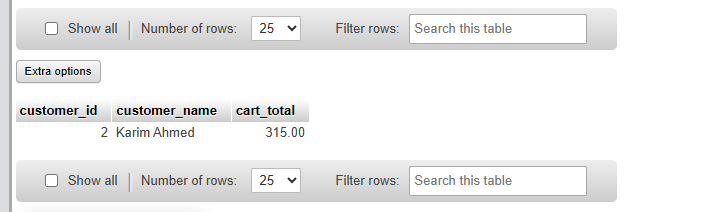 Show all Number of rows: 25 Filter rows: Search this table
Extra options
customer_id customer_name cart_total
2 Karim Ahmed 315.00
Show all Number of rows: 25 Filter rows: Search this table